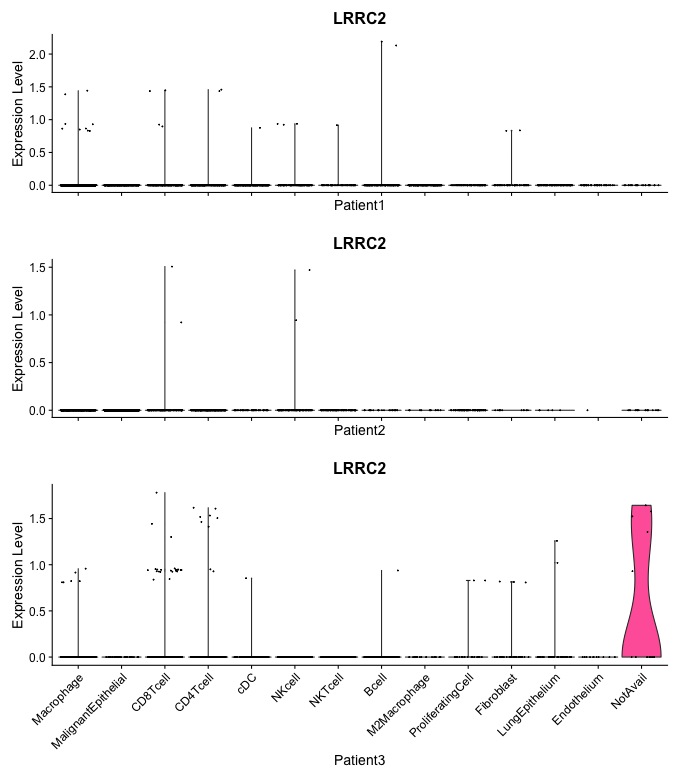 LRRC2
Expression Level
2.0
1.5
1.0
0.5
0.0
Patient1
LRRC2
Expression Level
1.5
1.0
0.5
0.0
Patient2
LRRC2
Expression Level
1.5
1.0
0.5
0.0
Macrophage
MalignantEpithelial
CD8Tcell
CD4Tcell
cDC
NKcell
NKTcell
Bcell
M2Macrophage
ProliferatingCell
Fibroblast
LungEpithelium
Endothelium
NotAvail
Patient3